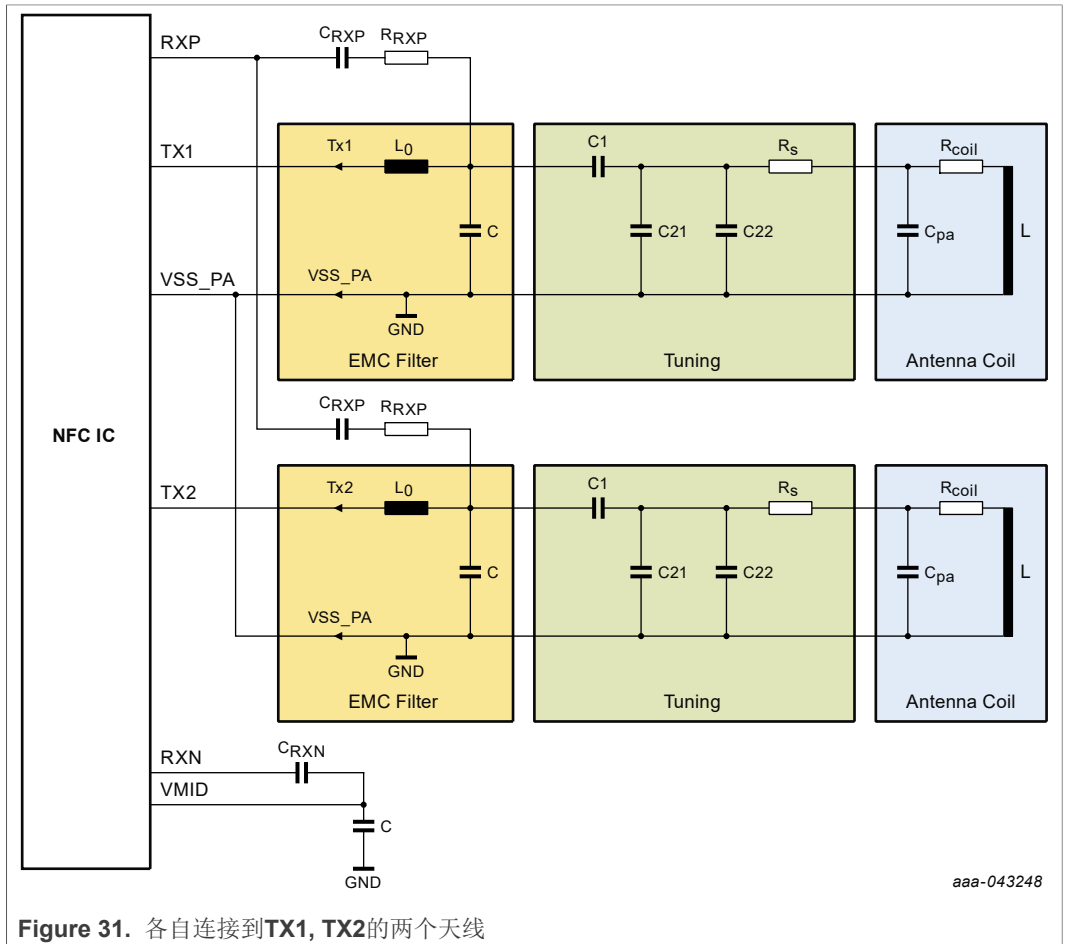 RXP
CRXP RRXP
TX1
Tx1 L0
C1 Rs Rcoil
C C21 C22 Cpa L
VSS_PA
VSS_PA
GND
EMC Filter Tuning Antenna Coil
NFC IC
CRXP RRXP
TX2
Tx2 L0
C1 Rs Rcoil
C C21 C22 Cpa L
VSS_PA
GND
EMC Filter Tuning Antenna Coil
RXN
CRXN
VMID
C
GND
aaa-043248
Figure 31. 各自连接到TX1, TX2的两个天线